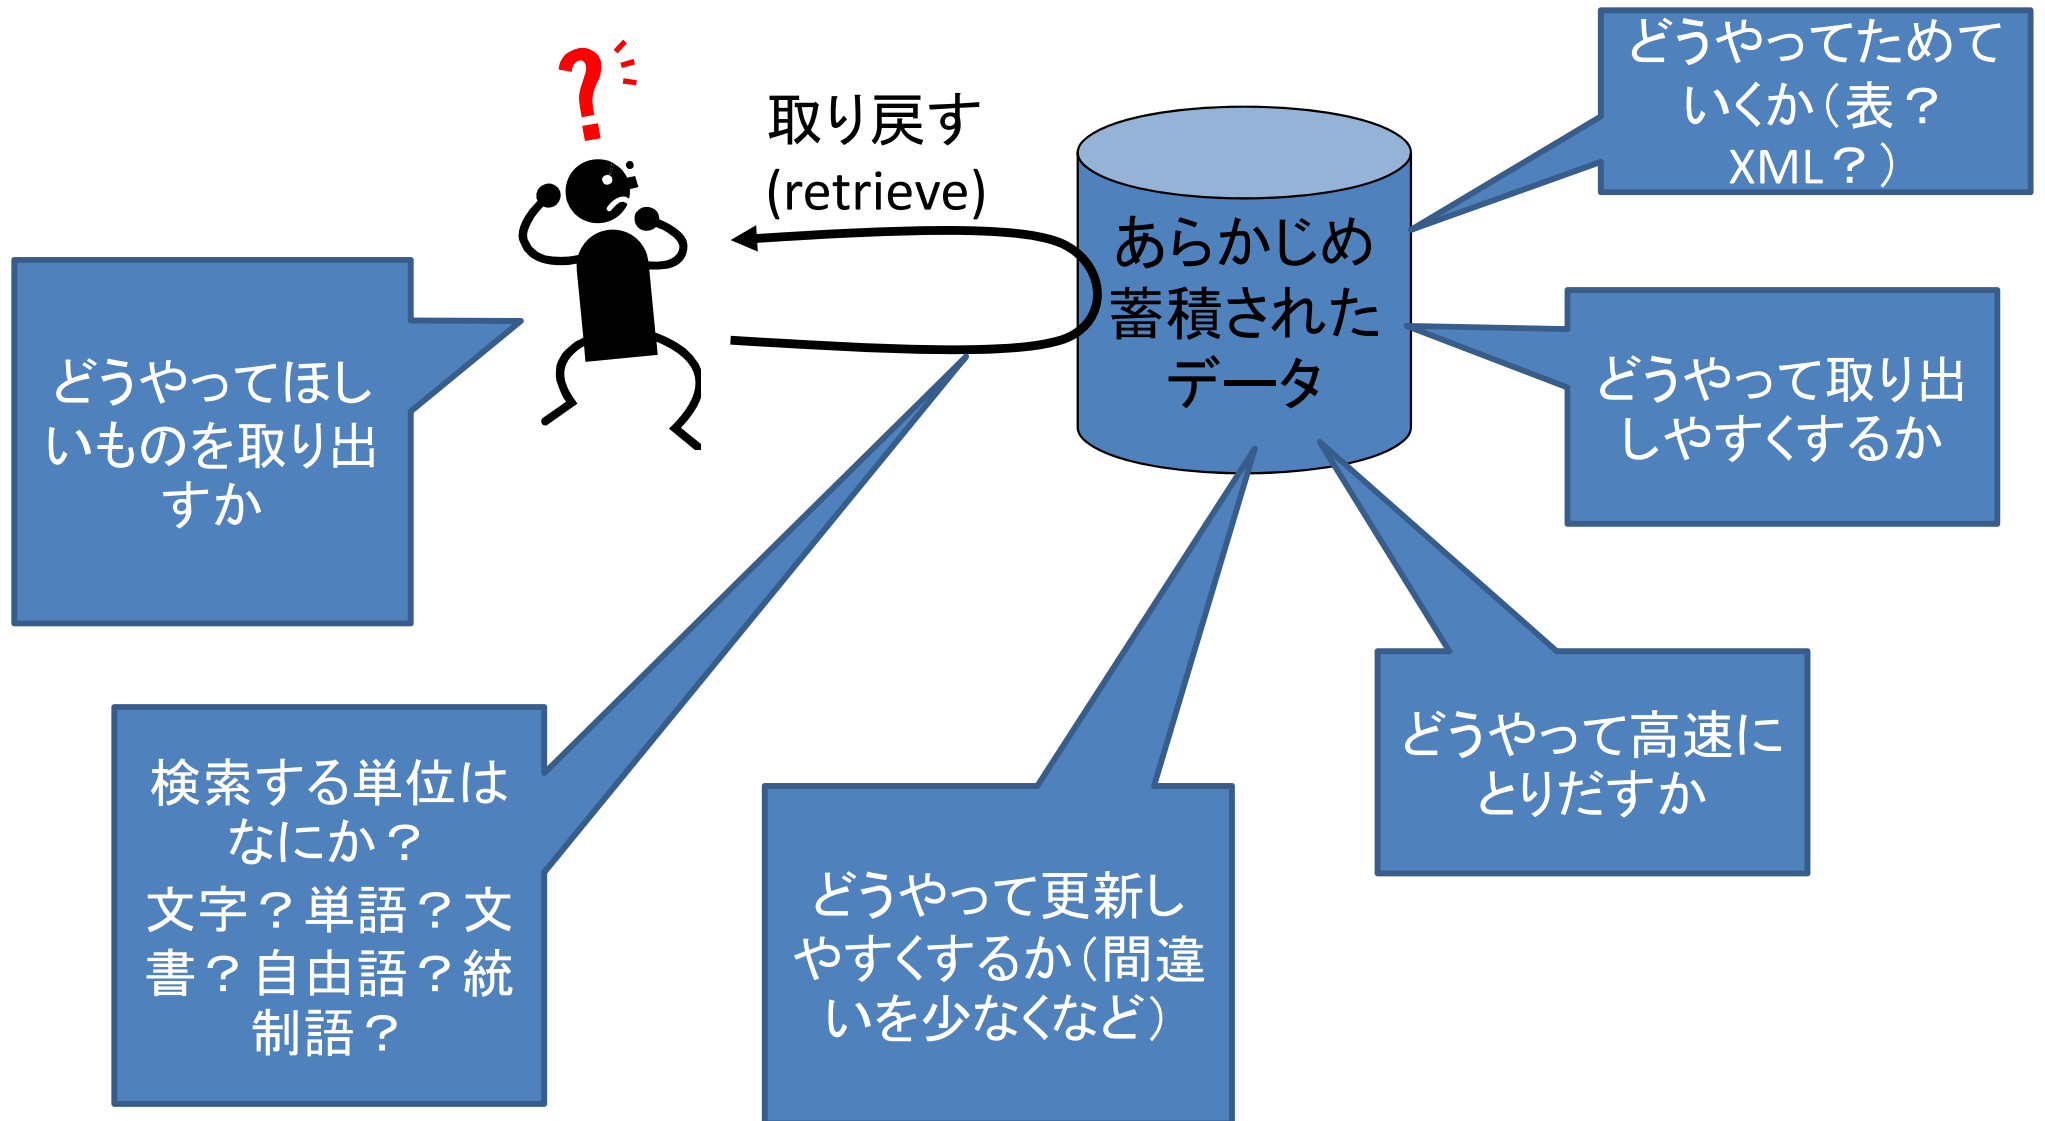 取り戻す
(retrieve)
あらかじめ
蓄積された
データ
どうやってため​て
いくか（表？
XML？）
どうやって取り出
しやすくするか
どうやってほし
いものを取り出
すか
検索する単位は
なにか？
文字？単語？文
書？自由語？統
制語？
どうやって更新し
やすくするか（間違
いを少なくなど）
どうやって高速に
とりだすか